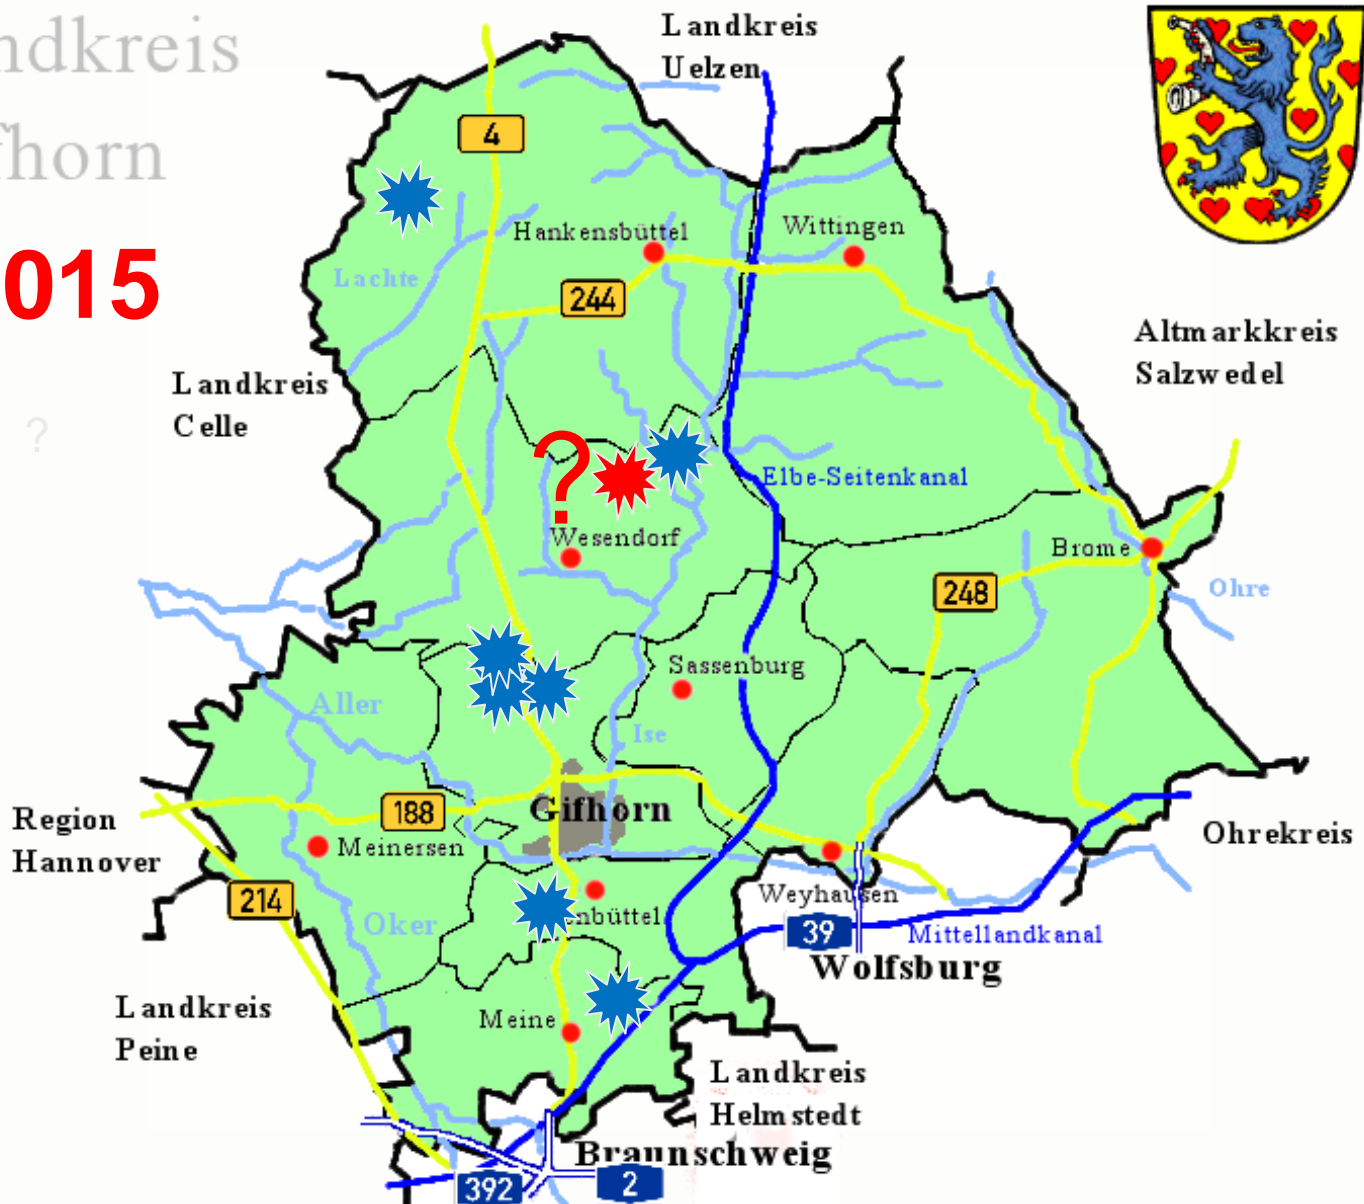 Landkreis
Uelzen
ndkreis
fhorn
4
015
Hankensbüttel
Wittingen
Lachte
244
Altmarkkreis
Salzwedel
Landkreis
Celle
?
?
Elbe-Seitenkanal
Wesendorf
Brome
248
Ohre
Sassenburg
Aller
Ise
188
Gifhorn
Region
Hannover
Meinersen
Ohrekreis
214
Weyhausen
Oker
enbüttel
39
Mittellandkanal
Wolfsburg
Landkreis
Peine
Meine
Landkreis
Helmstedt
Braunschweig
392
2